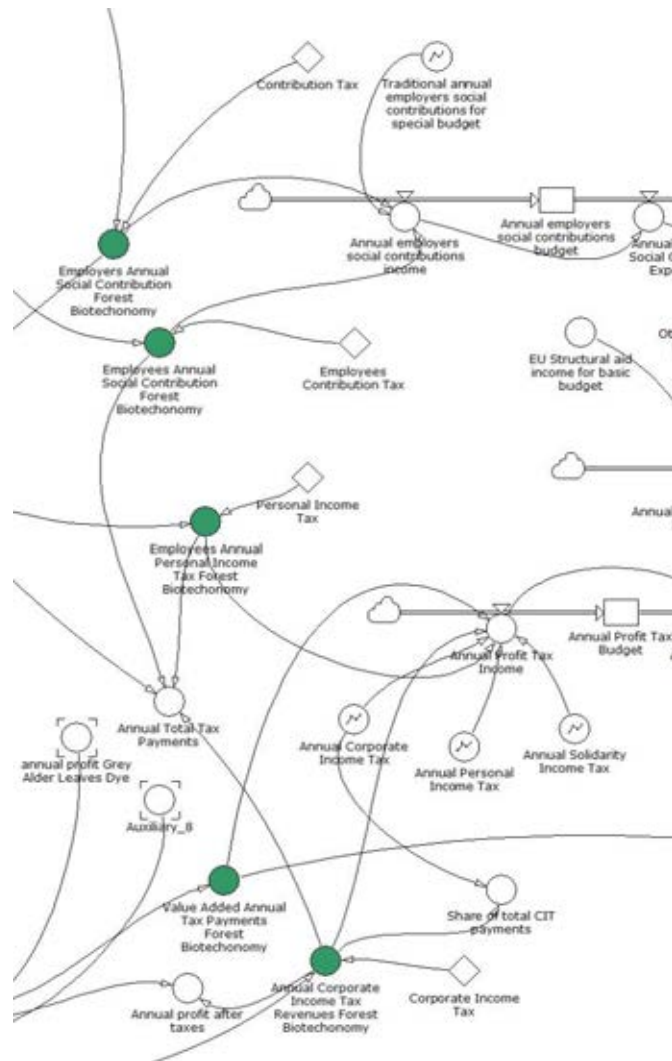 Contribution Tax
Traditional annual
employers social
contributions for
special budget
Annual employers
social contributions
income
Annual employers
social contributions
budget
Annual
Social C
Exp
Employers Annual
Social Contribution
Forest
Biotechonomy
Employees Annual
Social Contribution
Forest
Biotechonomy
Employees
Contribution Tax
EU Structural aid
income for basic
budget
Ot
Personal Income
Tax
Annual
Employees Annual
Personal Income
Tax Forest
Biotechonomy
Annual Profit Tax
Income
Annual Profit Tax
Budget
Annual Total Tax
Payments
annual profit Grey
Alder Leaves Dye
Annual Corporate
Income Tax
Annual Personal
Income Tax
Annual Solidarity
Income Tax
Auxiliary_8
Value Added Annual
Tax Payments
Forest
Biotechonomy
Share of total CIT
payments
Annual profit after
taxes
Annual Corporate
Income Tax
Revenues Forest
Biotechonomy
Corporate Income
Tax